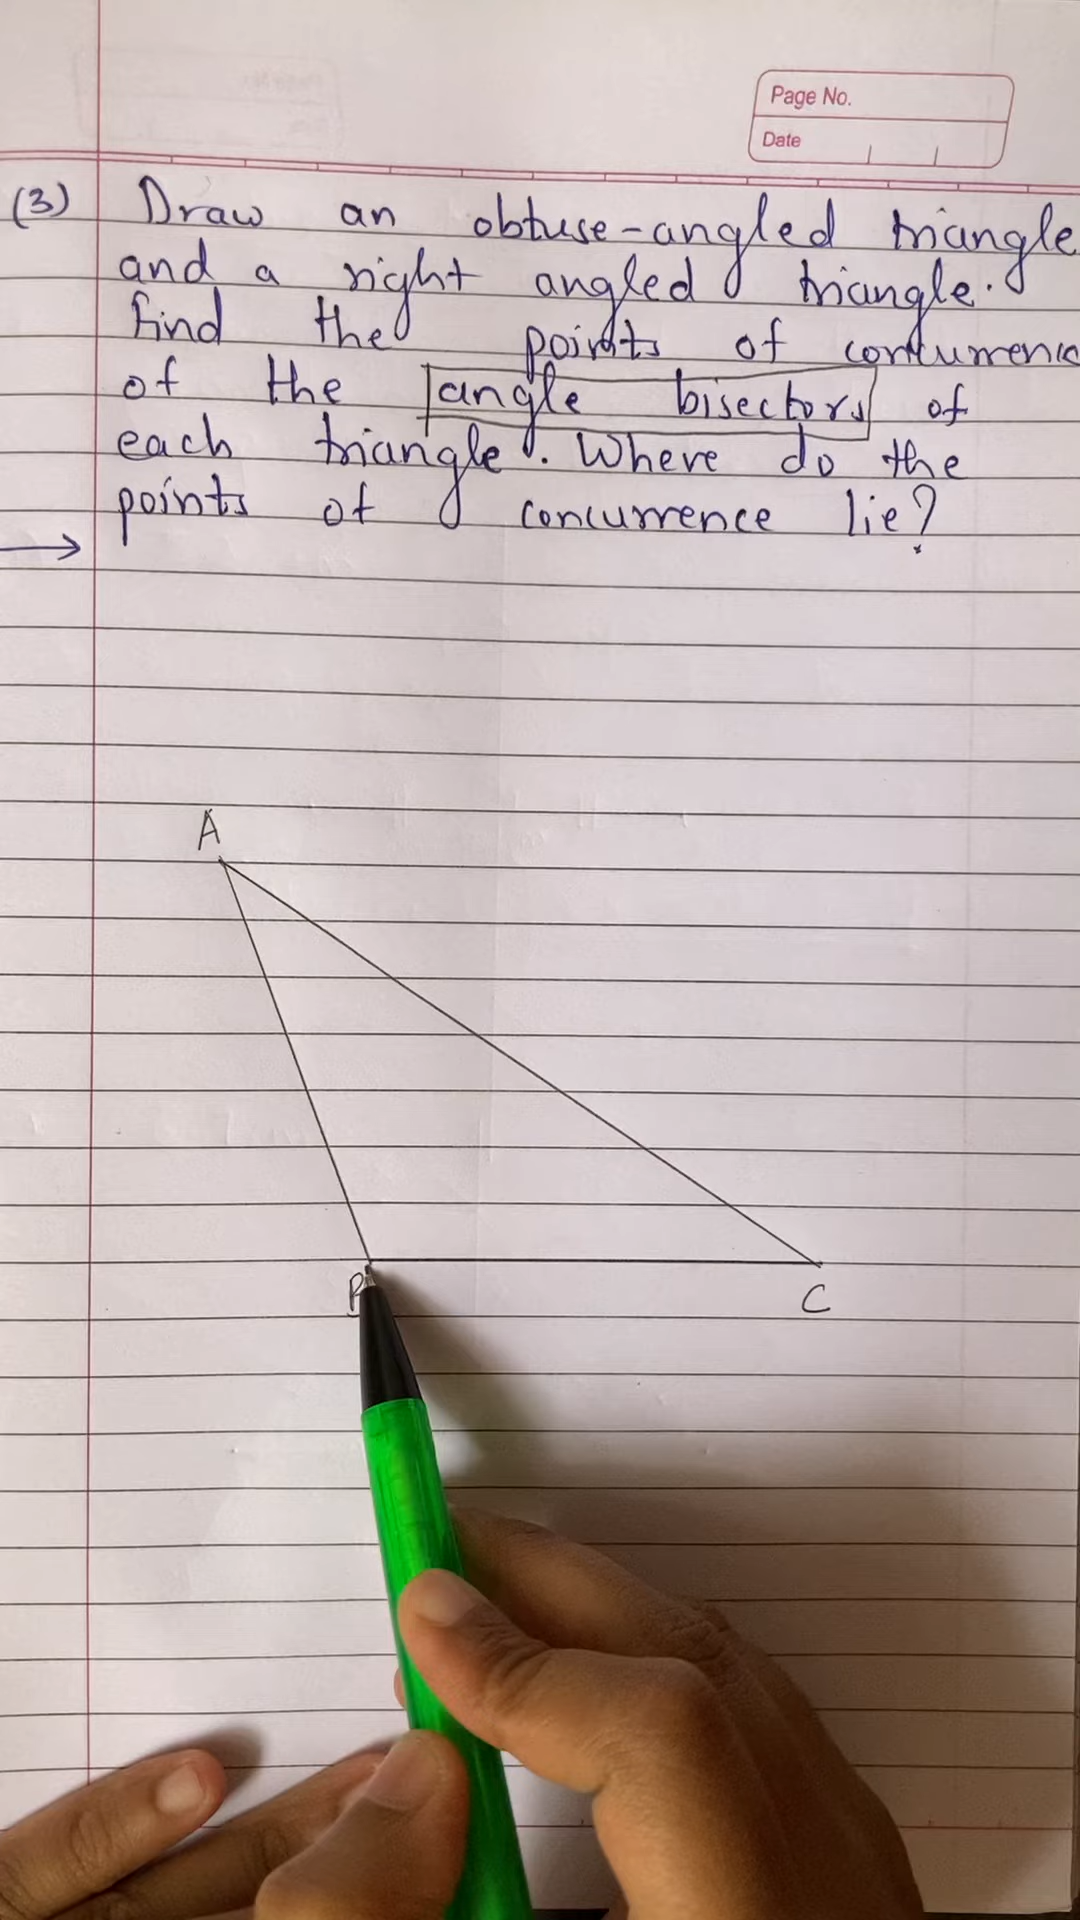 Page No.
Date
(3) Draw an obtuse-angled triangle
and a right angled triangle.
find the points of concurrenc
of the angle bisectors of
each triangle. Where do the
points of concurrence lie?
A
B
C